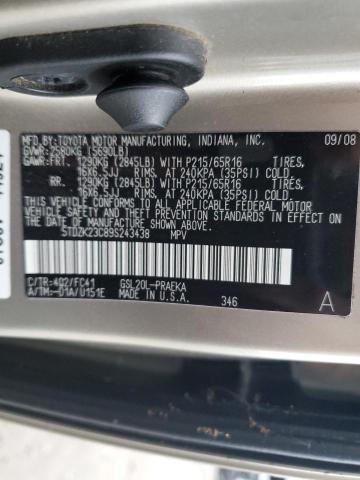 MFD.BY:TOYOTA MOTOR MANUFACTURING, INDIANA, INC. 09/08
GVWR: 2580KG (5690LB)
GAWR:FRT. 1290KG (2845LB) WITH P215/65R16 TIRES,
16X6.5JJ RIMS, AT 240KPA (35PSI) COLD.
RR. 1290KG (2845LB) WITH P215/65R16 TIRES,
16X6.5JJ RIMS, AT 240KPA (35PSI) COLD.
THIS VEHICLE CONFORMS TO ALL APPLICABLE FEDERAL
MOTOR VEHICLE SAFETY, BUMPER, AND THEFT PREVENTION
STANDARDS IN EFFECT ON THE DATE OF MANUFACTURE
SHOWN ABOVE.
5TDZK23C89S243438 MPV
C/TR:4Q2/FC41 GSL20L-PRAEKA
A/TM:-01A/U151E MADE IN U.S.A. 346 A